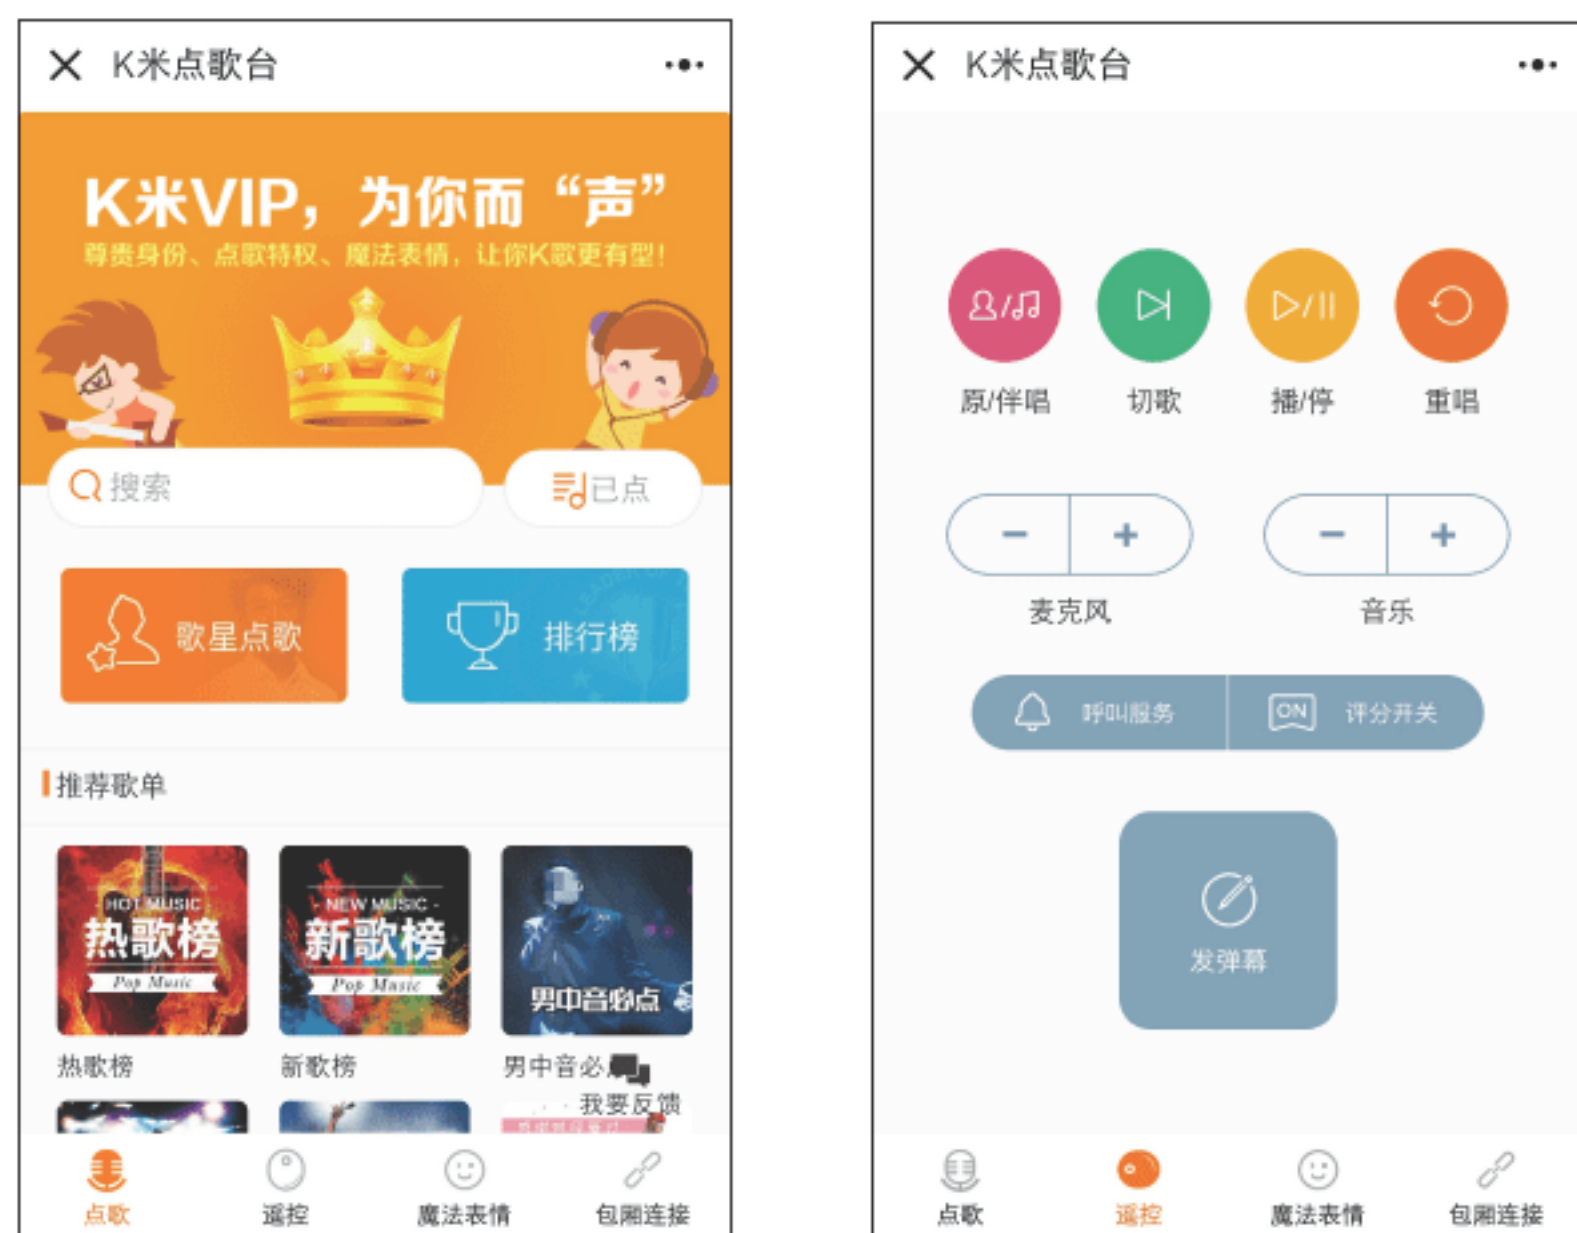 K米点歌台
K米VIP，为你而“声”
尊贵身份、点歌特权、魔法表情，让你K歌更有型！
搜索
已点
歌星点歌
排行榜
推荐歌单
HOT MUSIC
热歌榜
Pop Music
- NEW MUSIC -
新歌榜
Pop Music
男中音必点
热歌榜
新歌榜
男中音必
我要反馈
点歌
遥控
魔法表情
包厢连接
K米点歌台
原/伴唱
切歌
播/停
重唱
麦克风
音乐
呼叫服务
ON
评分开关
发弹幕
点歌
遥控
魔法表情
包厢连接